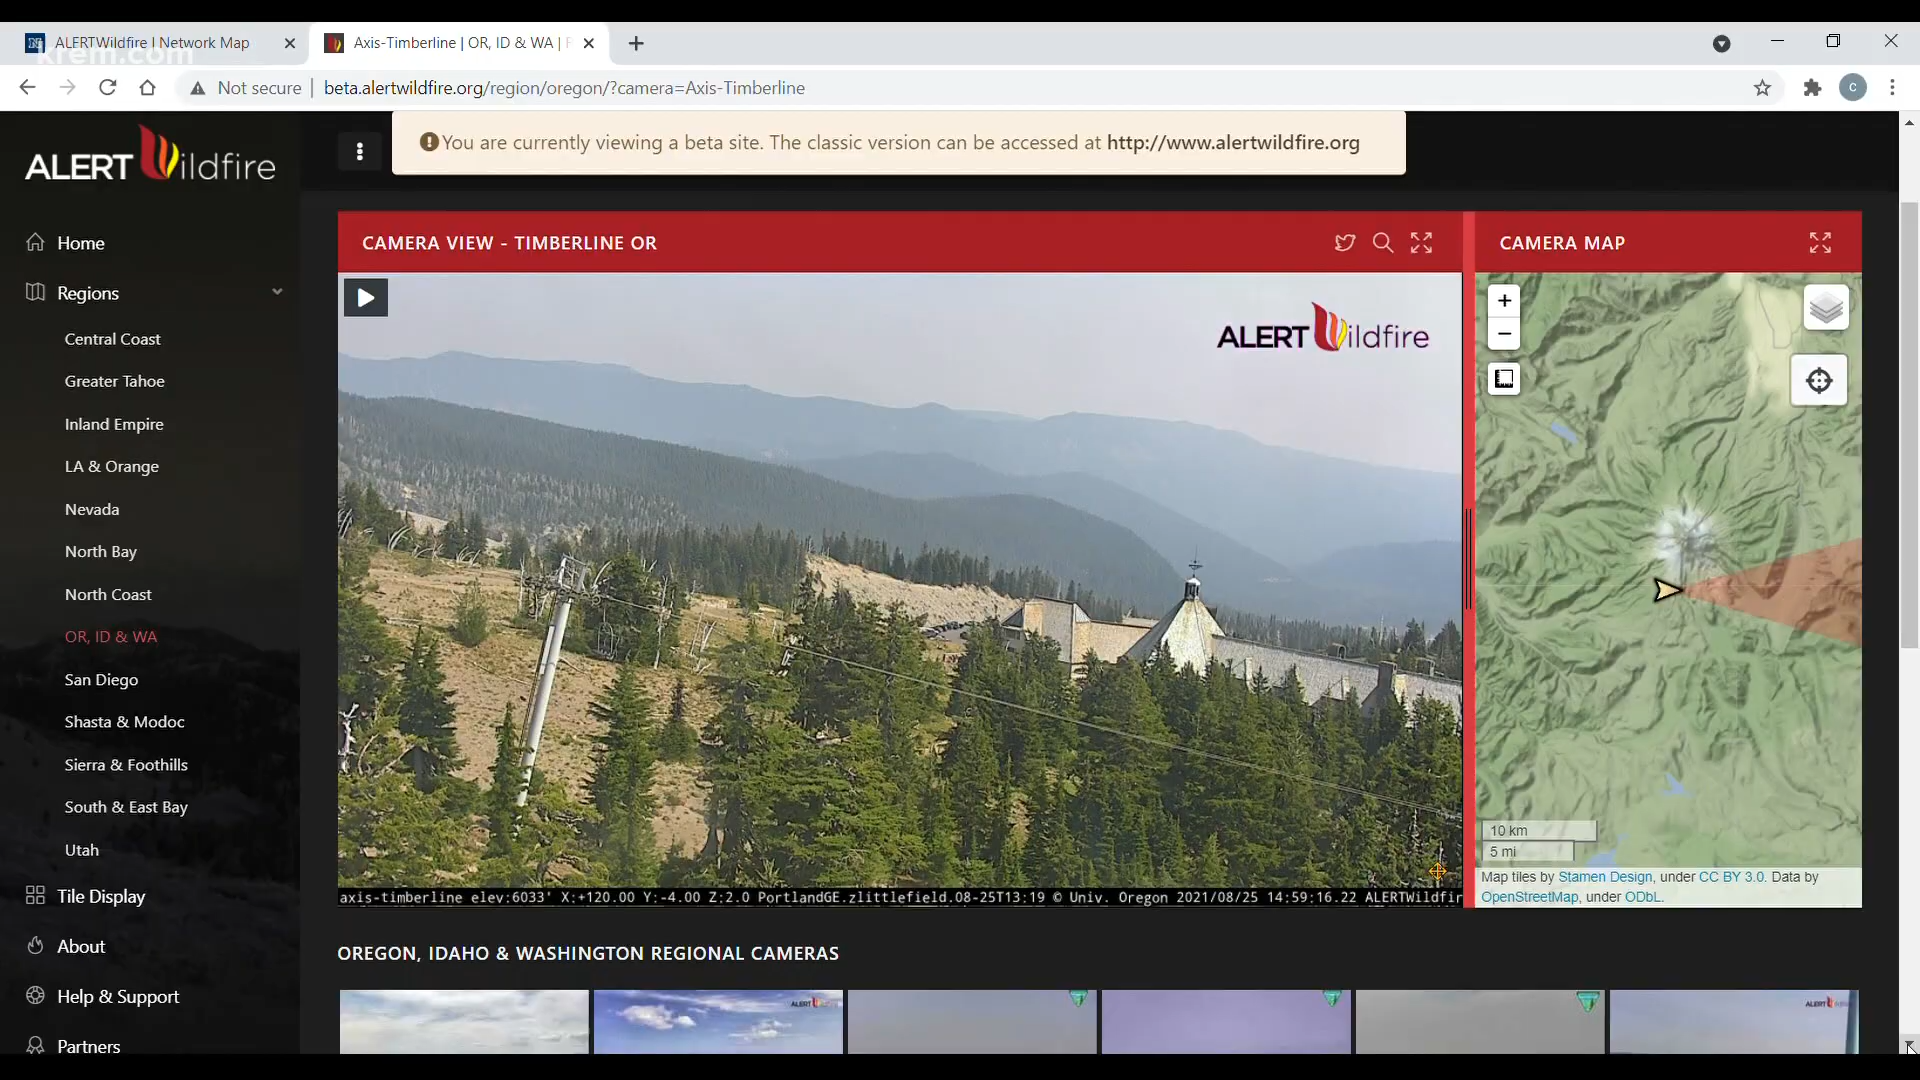 ALERTWildfire | Network Map
krem.com
Axis-Timberline | OR, ID & WA |
Not secure
beta.alertwildfire.org/region/oregon/?camera=Axis-Timberline
C
You are currently viewing a beta site. The classic version can be accessed at http://www.alertwildfire.org
ALERTWildfire
Home
Regions
Central Coast
Greater Tahoe
Inland Empire
LA & Orange
Nevada
North Bay
North Coast
OR, ID & WA
San Diego
Shasta & Modoc
Sierra & Foothills
South & East Bay
Utah
Tile Display
About
Help & Support
Partners
CAMERA VIEW - TIMBERLINE OR
ALERTWildfire
axis-timberline elev:6033' X:+120.00 Y:-4.00 Z:2.0 PortlandGE.zlittlefield.08-25T13:19 © Univ. Oregon 2021/08/25 14:59:16.22 ALERTWildfir
CAMERA MAP
+
−
10 km
5 mi
Map tiles by Stamen Design, under CC BY 3.0. Data by
OpenStreetMap, under ODbL.
OREGON, IDAHO & WASHINGTON REGIONAL CAMERAS